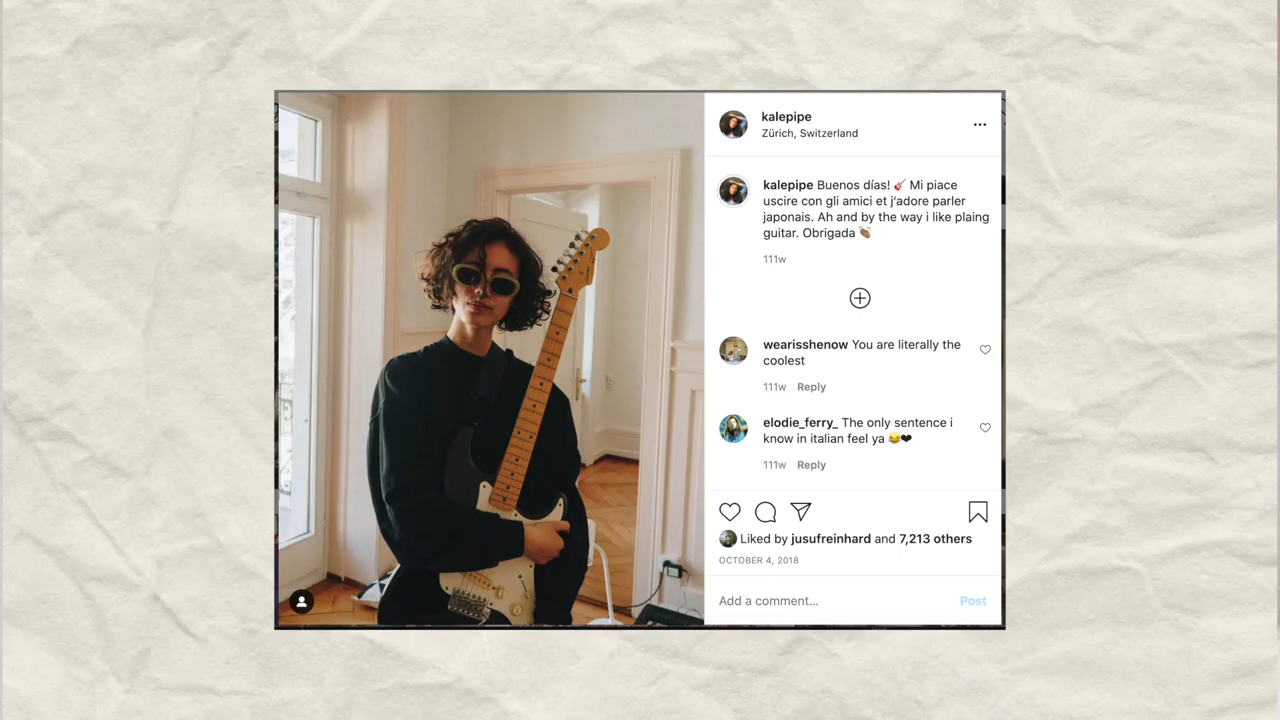 kalepipe
Zürich, Switzerland
kalepipe Buenos días! 🎸 Mi piace
uscire con gli amici et j'adore parler
japonais. Ah and by the way i like plaing
guitar. Obrigada 👏🏾
111w
wearisshenow You are literally the
coolest
111w Reply
elodie_ferry_ The only sentence i
know in italian feel ya 😂❤
111w Reply
Liked by jusufreinhard and 7,213 others
OCTOBER 4, 2018
Add a comment... Post